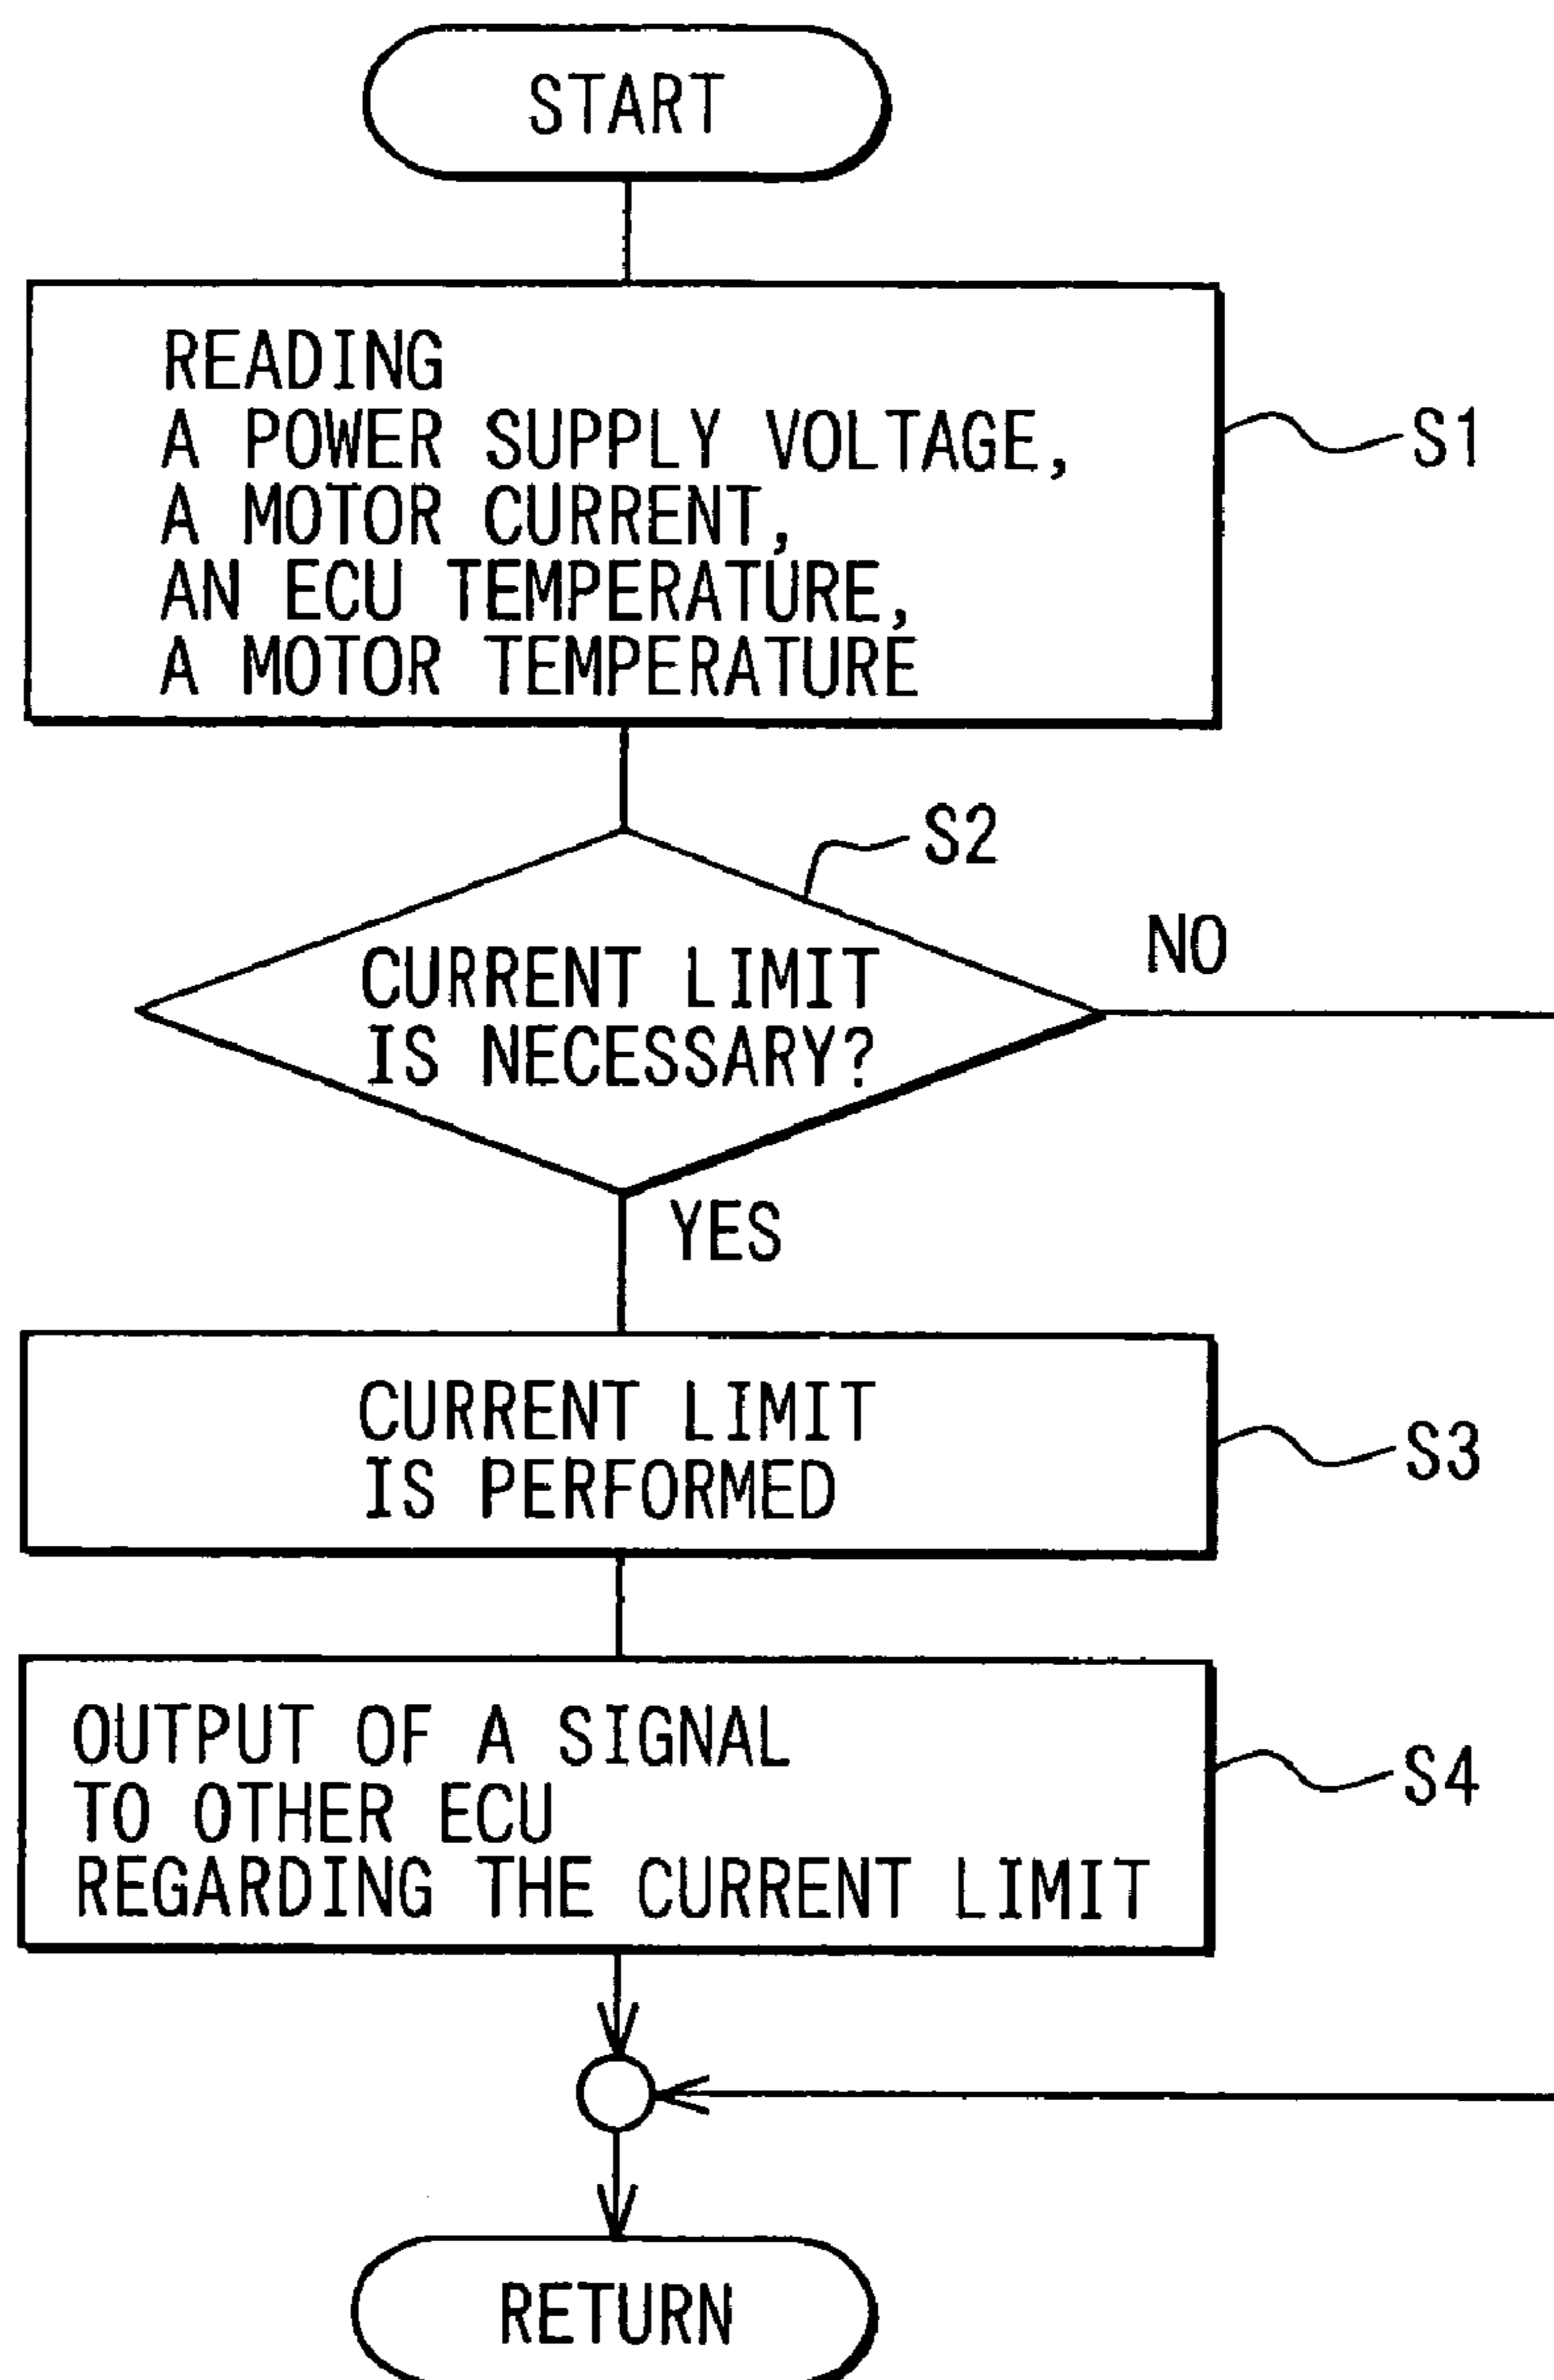 START
READING
A POWER SUPPLY VOLTAGE,
A MOTOR CURRENT,
AN ECU TEMPERATURE,
A MOTOR TEMPERATURE
S1
S2
CURRENT LIMIT
IS NECESSARY?
NO
YES
CURRENT LIMIT
IS PERFORMED
S3
OUTPUT OF A SIGNAL
TO OTHER ECU
REGARDING THE CURRENT LIMIT
S4
RETURN